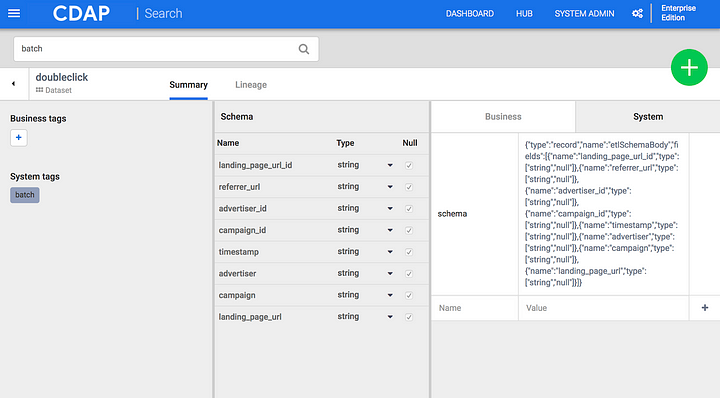 CDAP | Search
DASHBOARD HUB SYSTEM ADMIN Enterprise Edition
batch
doubleclick
Dataset
Summary Lineage
Business tags
+
System tags
batch
Schema
Name Type Null
landing_page_url_id string
referrer_url string
advertiser_id string
campaign_id string
timestamp string
advertiser string
campaign string
landing_page_url string
Business System
schema
{"type":"record","name":"etlSchemaBody","fi
elds":[{"name":"landing_page_url_id","type":
["string","null"]},{"name":"referrer_url","type":
["string","null"]},
{"name":"advertiser_id","type":
["string","null"]},
{"name":"campaign_id","type":
["string","null"]},{"name":"timestamp","type":
["string","null"]},{"name":"advertiser","type":
["string","null"]},{"name":"campaign","type":
["string","null"]},
{"name":"landing_page_url","type":
["string","null"]}]}
Name Value +